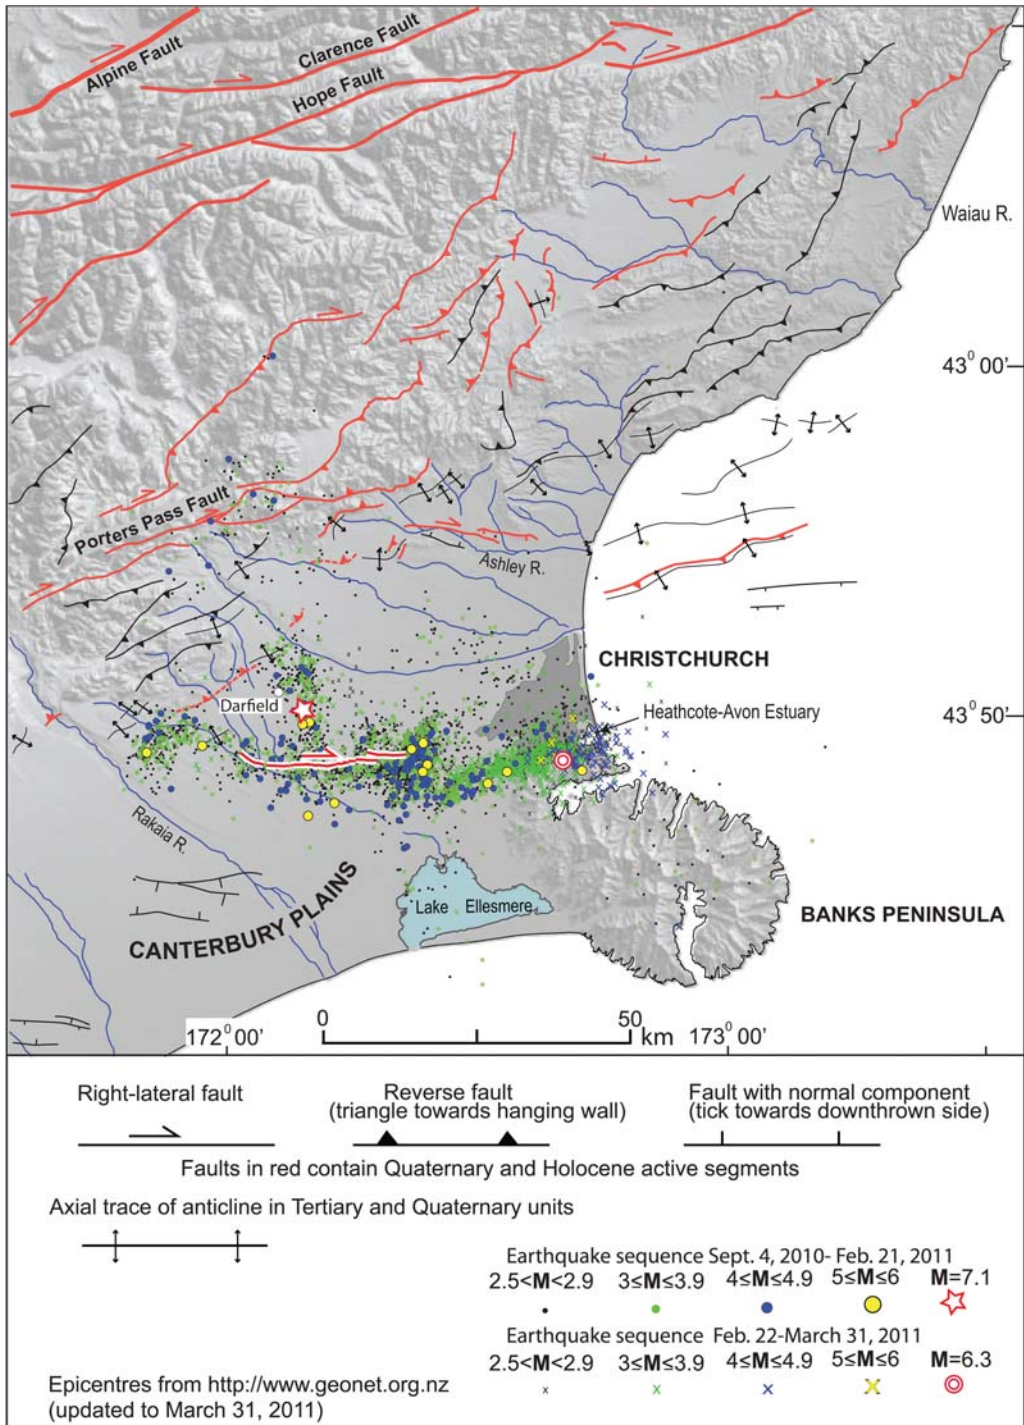 Alpine Fault
Clarence Fault
Hope Fault
Waiau R.
43⁰ 00’
Porters Pass Fault
Ashley R.
CHRISTCHURCH
Darfield
Heathcote-Avon Estuary
43⁰ 50’
Rakaia R.
CANTERBURY PLAINS
Lake Ellesmere
BANKS PENINSULA
172⁰ 00’
0
50
km
173⁰ 00’
Right-lateral fault
Reverse fault
(triangle towards hanging wall)
Fault with normal component
(tick towards downthrown side)
Faults in red contain Quaternary and Holocene active segments
Axial trace of anticline in Tertiary and Quaternary units
Earthquake sequence Sept. 4, 2010- Feb. 21, 2011
2.5<M<2.9 3≤M≤3.9 4≤M≤4.9 5≤M≤6 M=7.1
Earthquake sequence Feb. 22-March 31, 2011
2.5<M<2.9 3≤M≤3.9 4≤M≤4.9 5≤M≤6 M=6.3
Epicentres from http://www.geonet.org.nz
(updated to March 31, 2011)